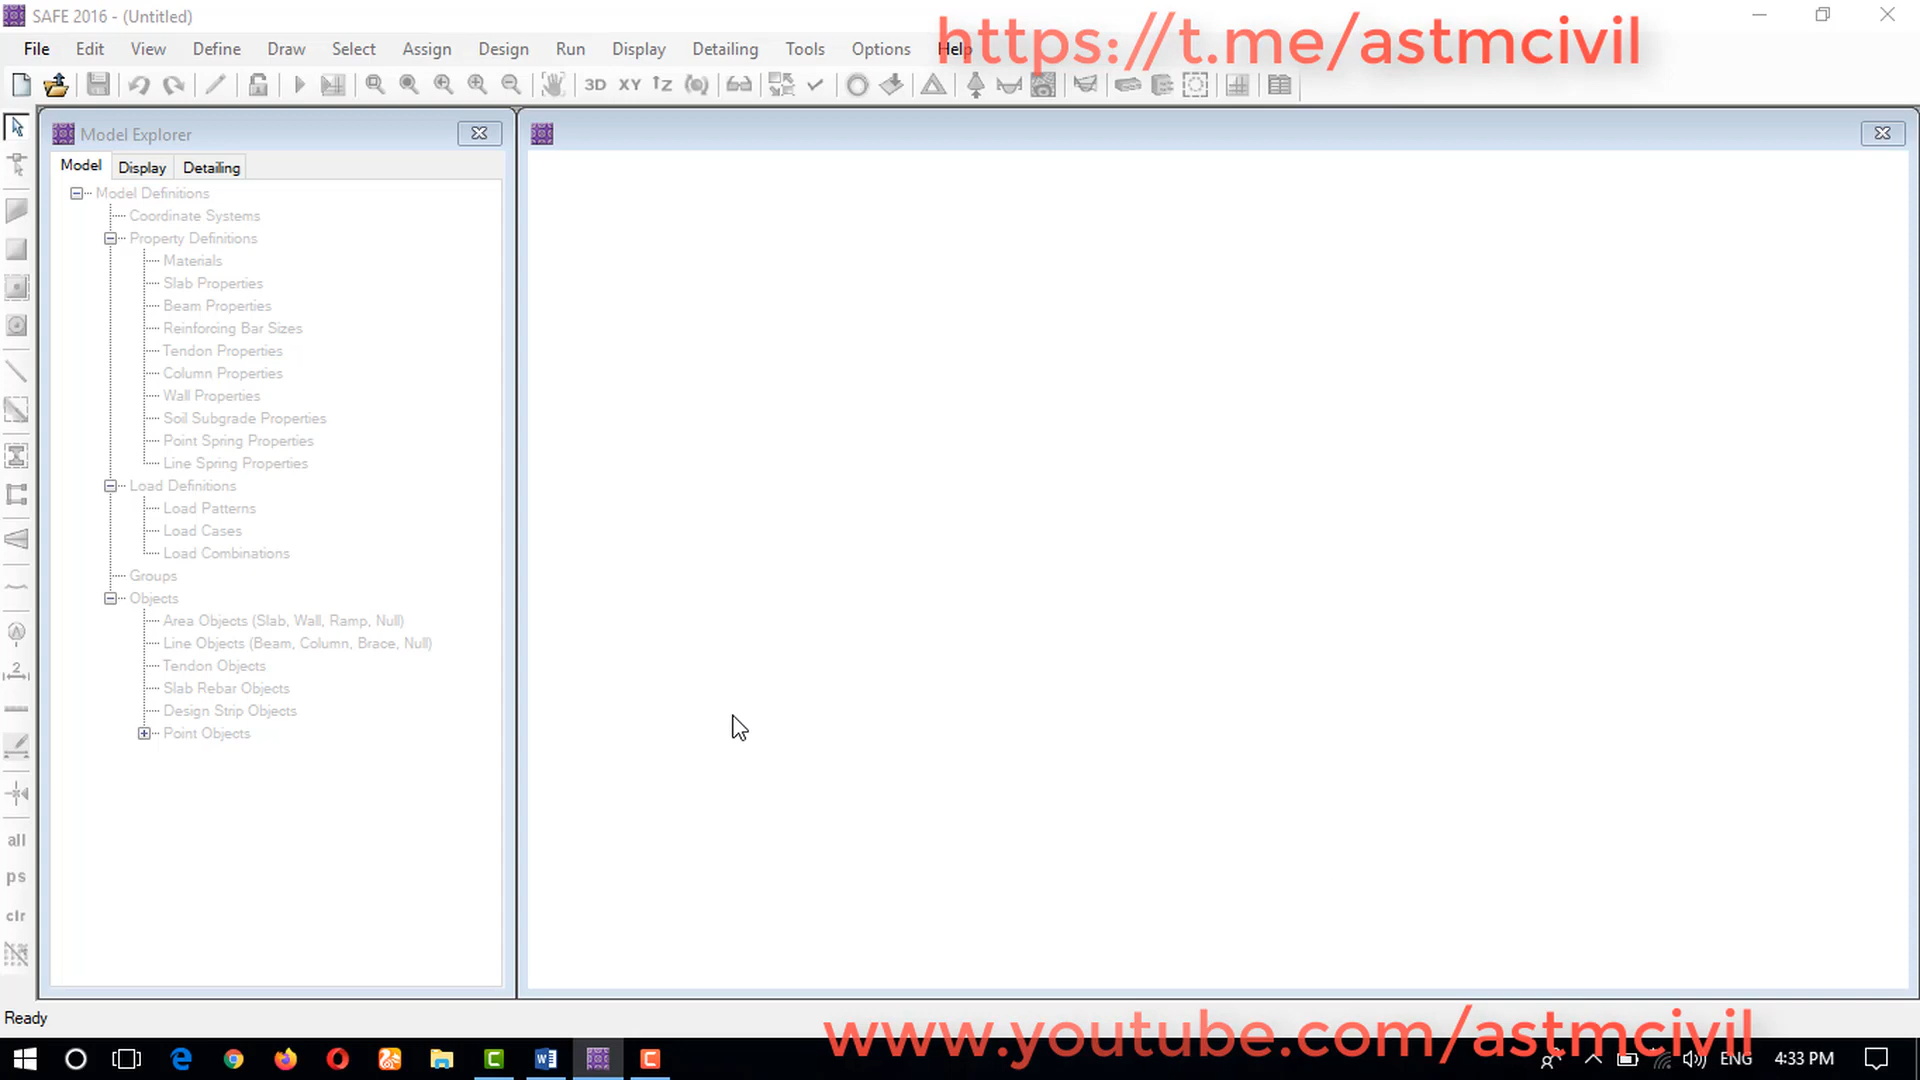 SAFE 2016 - (Untitled)
https://t.me/astmcivil
File Edit View Define Draw Select Assign Design Run Display Detailing Tools Options Help
3D XY
Model Explorer
Model Display Detailing
Model Definitions
Coordinate Systems
Property Definitions
Materials
Slab Properties
Beam Properties
Reinforcing Bar Sizes
Tendon Properties
Column Properties
Wall Properties
Soil Subgrade Properties
Point Spring Properties
Line Spring Properties
Load Definitions
Load Patterns
Load Cases
Load Combinations
Groups
Objects
Area Objects (Slab, Wall, Ramp, Null)
Line Objects (Beam, Column, Brace, Null)
Tendon Objects
Slab Rebar Objects
Design Strip Objects
Point Objects
2
all
ps
clr
Ready
www.youtube.com/astmcivil
ENG 4:33 PM